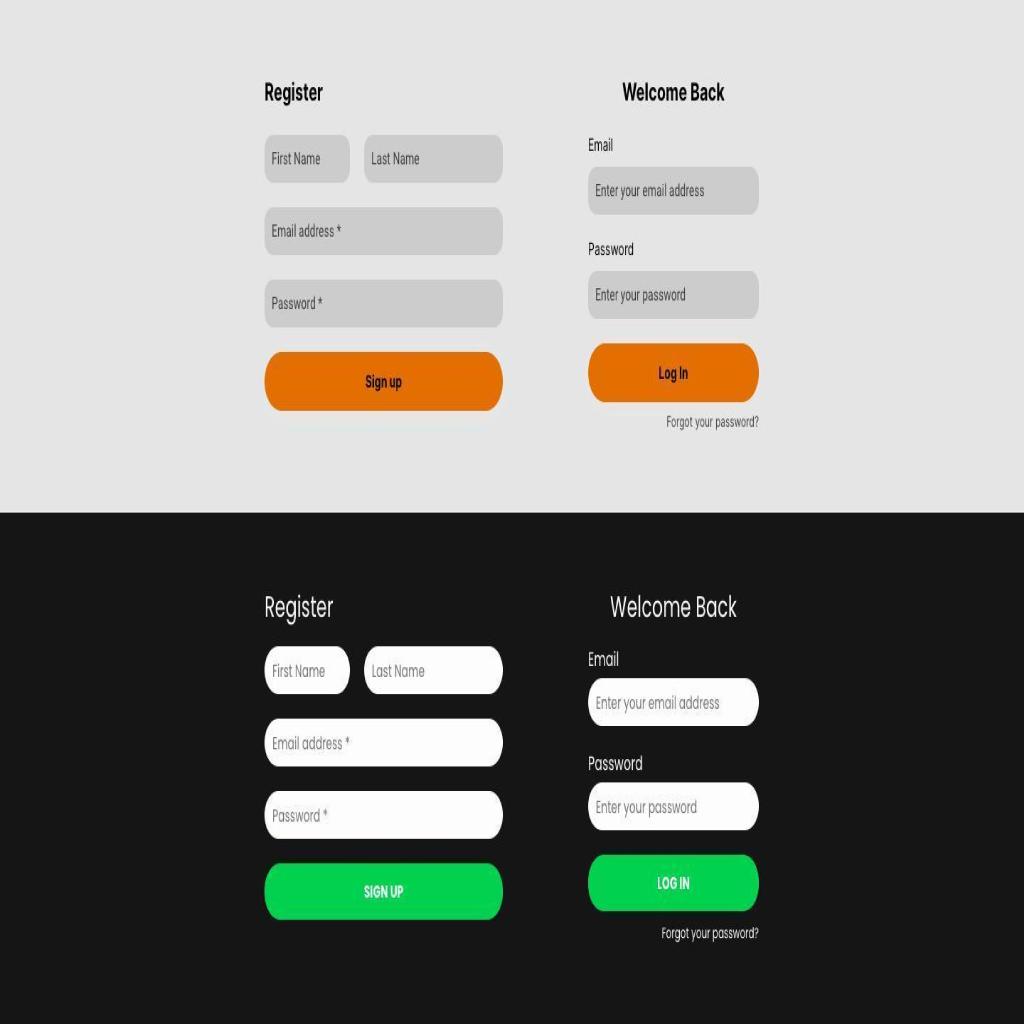 Register
First Name
Last Name
Email address *
Password *
Sign up
Welcome Back
Email
Enter your email address
Password
Enter your password
Log In
Forgot your password?
Register
First Name
Last Name
Email address *
Password *
SIGN UP
Welcome Back
Email
Enter your email address
Password
Enter your password
LOG IN
Forgot your password?